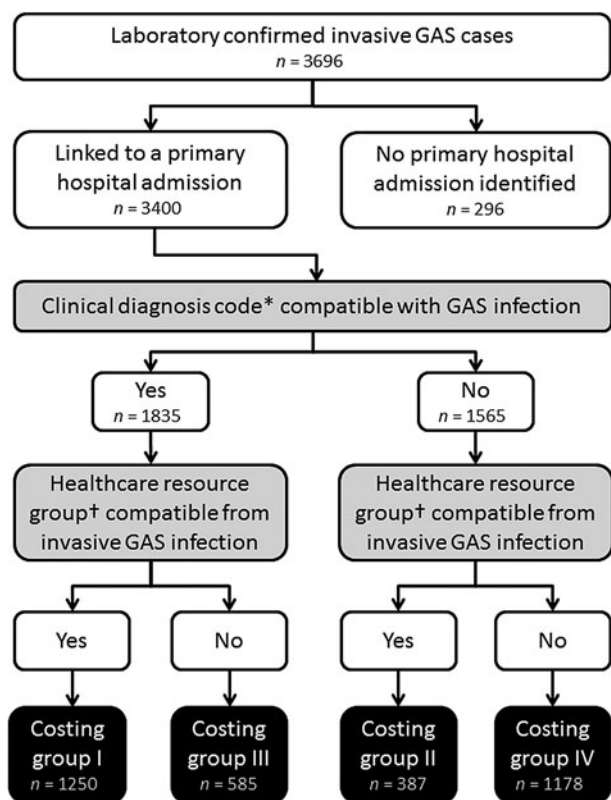 Laboratory confirmed invasive GAS cases
n = 3696
Linked to a primary
hospital admission
n = 3400
No primary hospital
admission identified
n = 296
Clinical diagnosis code* compatible with GAS infection
Yes
n = 1835
No
n = 1565
Healthcare resource
group† compatible from
invasive GAS infection
Healthcare resource
group† compatible from
invasive GAS infection
Yes
No
Yes
No
Costing
group I
n = 1250
Costing
group III
n = 585
Costing
group II
n = 387
Costing
group IV
n = 1178